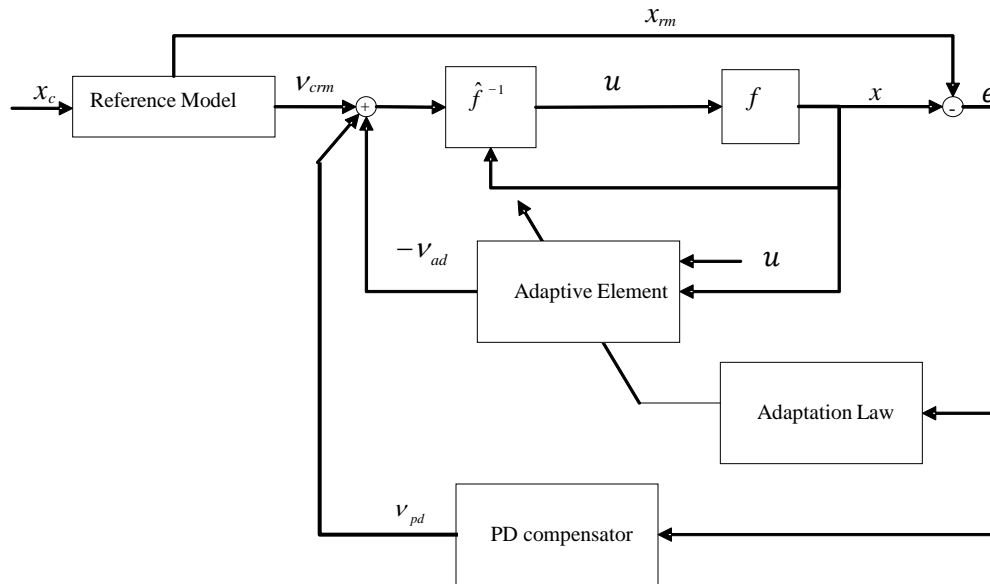 x_rm
x_c
Reference Model
ν_crm
+
f̂ ⁻¹
u
f
x
-
e
-ν_ad
Adaptive Element
u
Adaptation Law
ν_pd
PD compensator